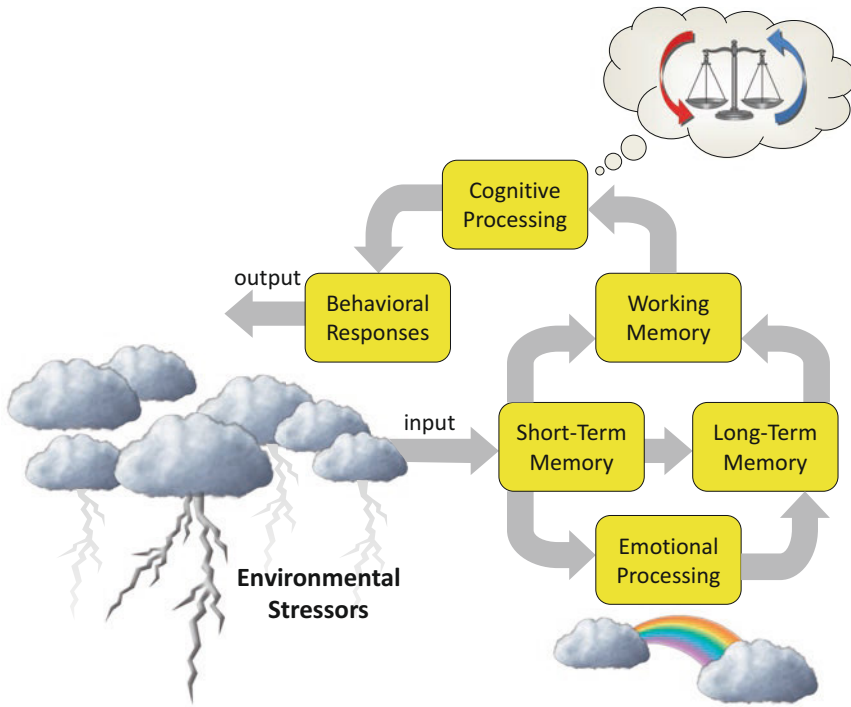 Cognitive
Processing
output
Behavioral
Responses
Working
Memory
input
Short-Term
Memory
Long-Term
Memory
Emotional
Processing
Environmental
Stressors